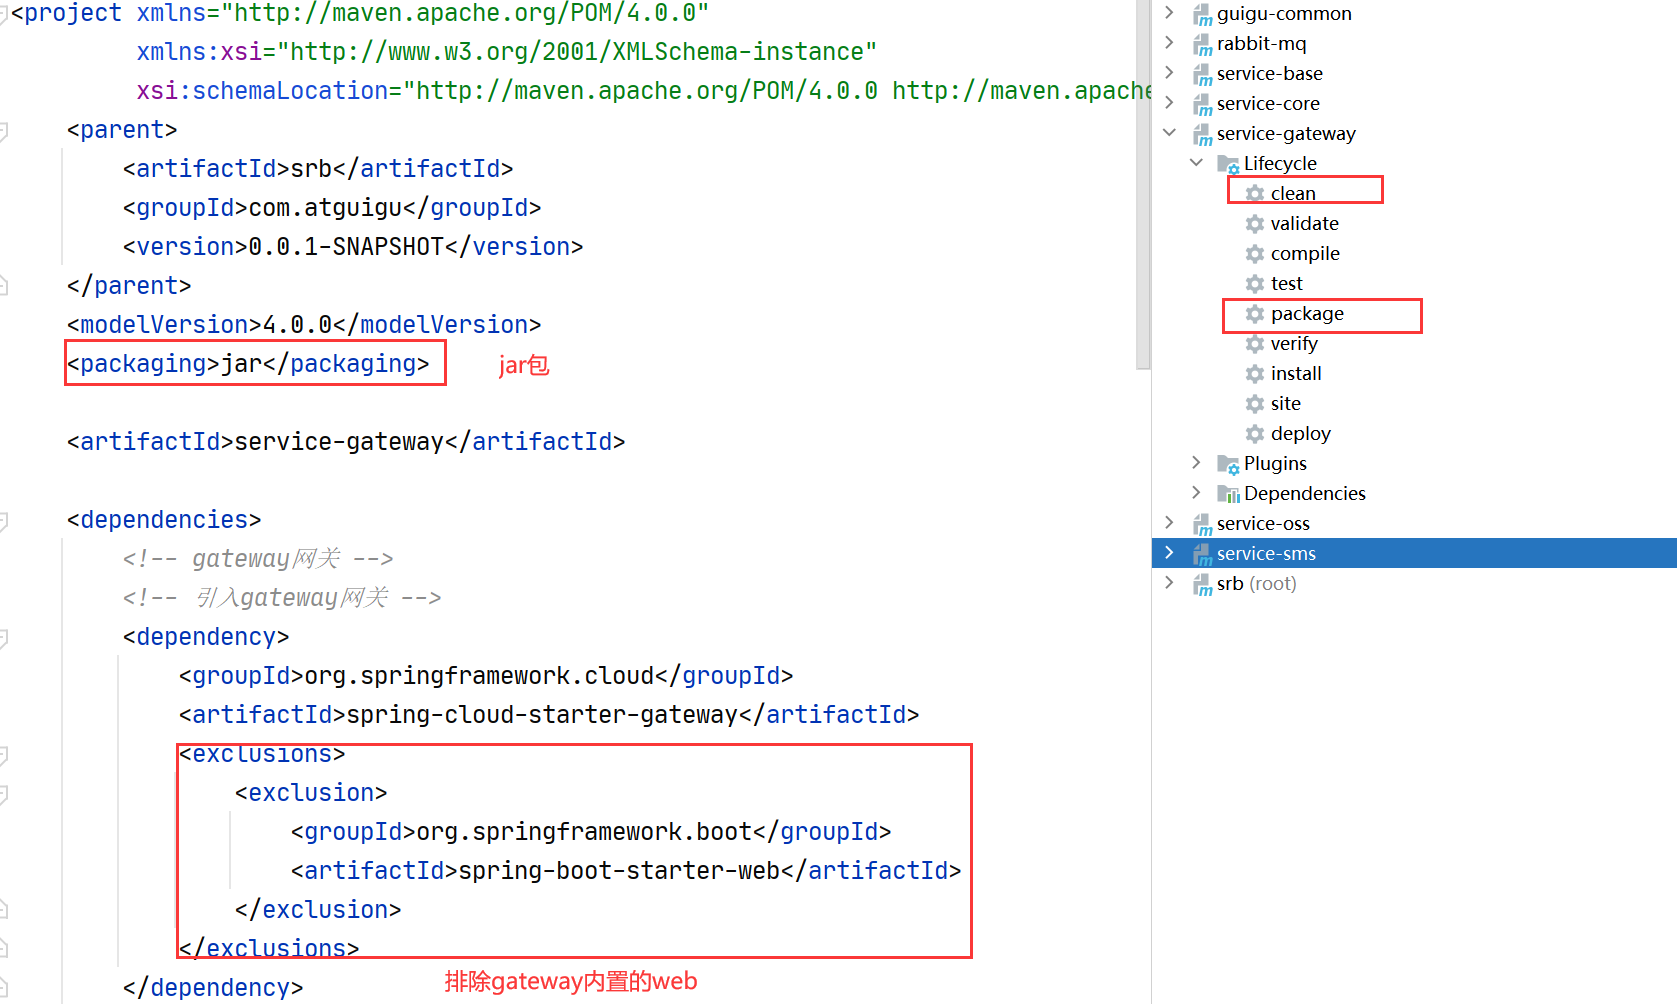 <project xmlns="http://maven.apache.org/POM/4.0.0"
xmlns:xsi="http://www.w3.org/2001/XMLSchema-instance"
xsi:schemaLocation="http://maven.apache.org/POM/4.0.0 http://maven.apache
<parent>
<artifactId>srb</artifactId>
<groupId>com.atguigu</groupId>
<version>0.0.1-SNAPSHOT</version>
</parent>
<modelVersion>4.0.0</modelVersion>
<packaging>jar</packaging>
jar包
<artifactId>service-gateway</artifactId>
<dependencies>
<!-- gateway网关 -->
<!-- 引入gateway网关 -->
<dependency>
<groupId>org.springframework.cloud</groupId>
<artifactId>spring-cloud-starter-gateway</artifactId>
<exclusions>
<exclusion>
<groupId>org.springframework.boot</groupId>
<artifactId>spring-boot-starter-web</artifactId>
</exclusion>
</exclusions>
排除gateway内置的web
</dependency>
guigu-common
rabbit-mq
service-base
service-core
service-gateway
Lifecycle
clean
validate
compile
test
package
verify
install
site
deploy
Plugins
Dependencies
service-oss
service-sms
srb (root)